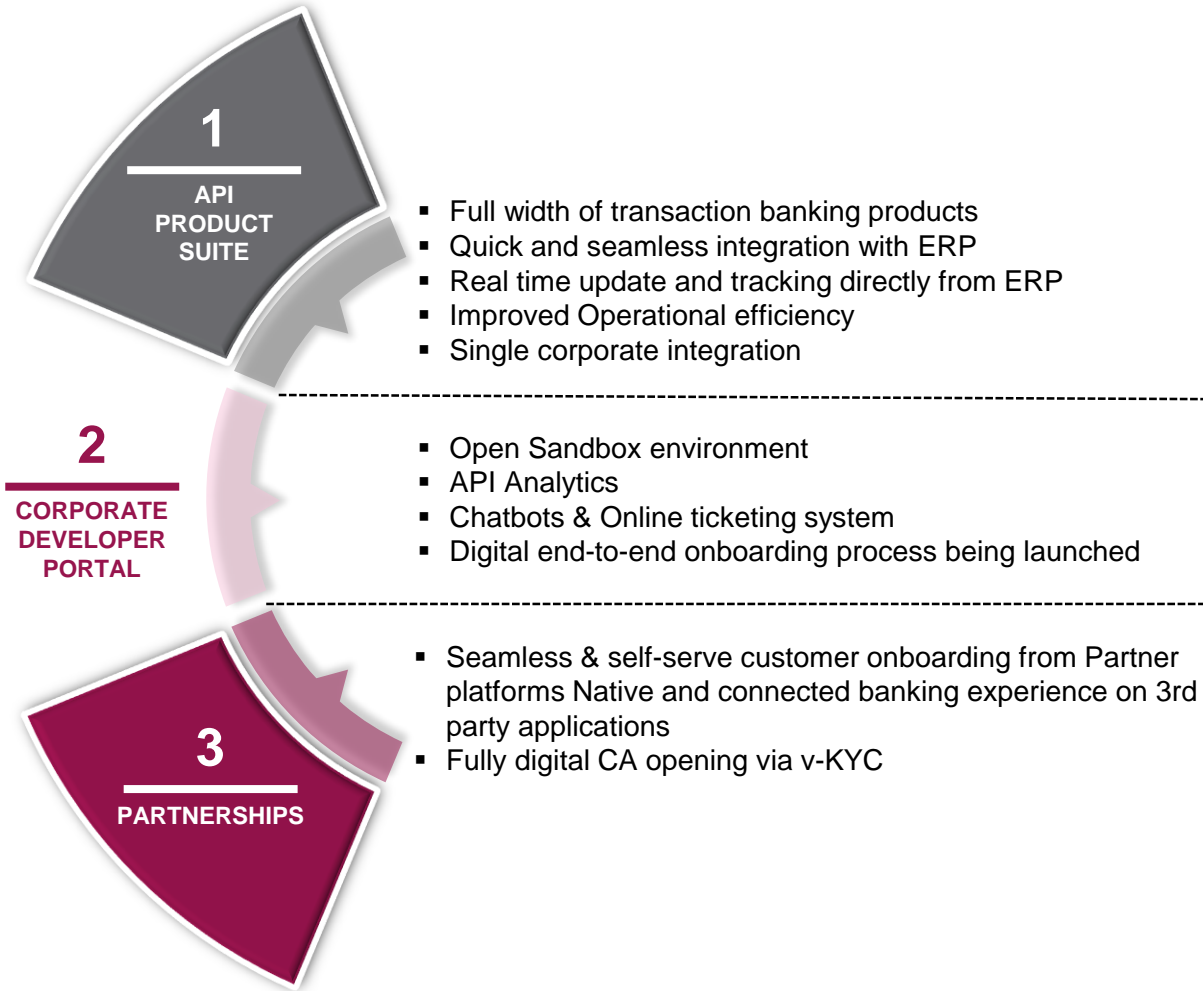 1
API
PRODUCT
SUITE
▪ Full width of transaction banking products
▪ Quick and seamless integration with ERP
▪ Real time update and tracking directly from ERP
▪ Improved Operational efficiency
▪ Single corporate integration
2
CORPORATE
DEVELOPER
PORTAL
▪ Open Sandbox environment
▪ API Analytics
▪ Chatbots & Online ticketing system
▪ Digital end-to-end onboarding process being launched
3
PARTNERSHIPS
▪ Seamless & self-serve customer onboarding from Partner
platforms Native and connected banking experience on 3rd
party applications
▪ Fully digital CA opening via v-KYC